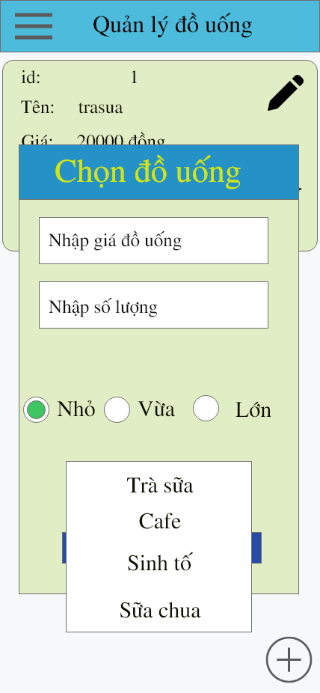 Quản lý đồ uống
id: 1
Tên: trasua
Giá: 20000 đồng
Chọn đồ uống
Nhập giá đồ uống
Nhập số lượng
Nhỏ Vừa Lớn
Trà sữa
Cafe
Sinh tố
Sữa chua